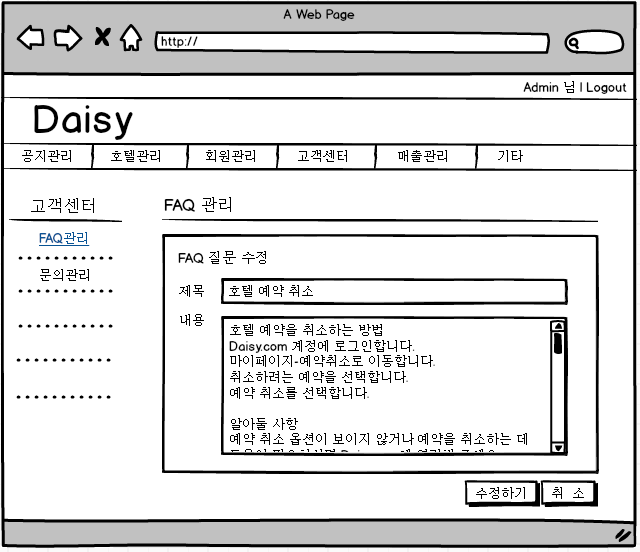 A Web Page
http://
Admin 님 | Logout
Daisy
공지관리 호텔관리 회원관리 고객센터 매출관리 기타
고객센터
FAQ관리
문의관리
FAQ 관리
FAQ 질문 수정
제목 호텔 예약 취소
내용
호텔 예약을 취소하는 방법
Daisy.com 계정에 로그인합니다.
마이페이지-예약취소로 이동합니다.
취소하려는 예약을 선택합니다.
예약 취소를 선택합니다.
알아둘 사항
예약 취소 옵션이 보이지 않거나 예약을 취소하는 데
수정하기 취 소